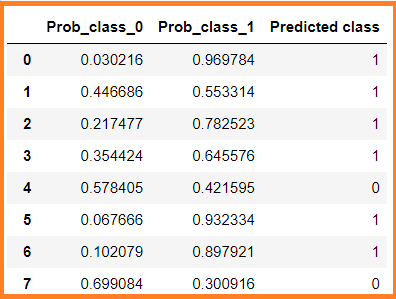 Prob_class_0 Prob_class_1 Predicted class
0 0.030216 0.969784 1
1 0.446686 0.553314 1
2 0.217477 0.782523 1
3 0.354424 0.645576 1
4 0.578405 0.421595 0
5 0.067666 0.932334 1
6 0.102079 0.897921 1
7 0.699084 0.300916 0